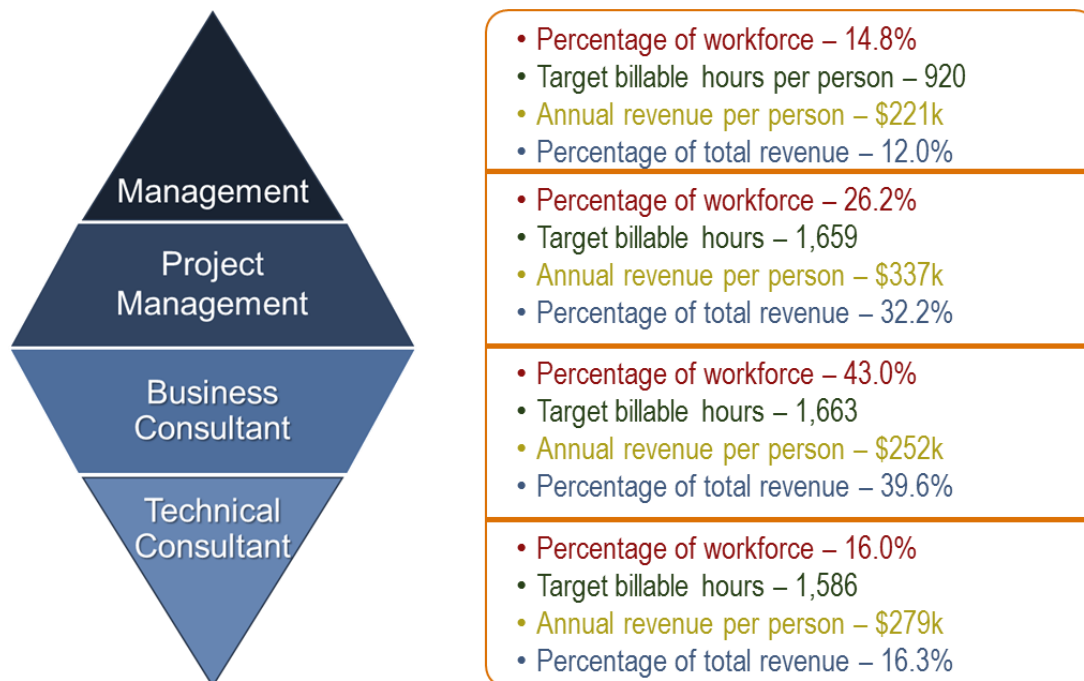 Management
Project
Management
Business
Consultant
Technical
Consultant
• Percentage of workforce – 14.8%
• Target billable hours per person – 920
• Annual revenue per person – $221k
• Percentage of total revenue – 12.0%
• Percentage of workforce – 26.2%
• Target billable hours – 1,659
• Annual revenue per person – $337k
• Percentage of total revenue – 32.2%
• Percentage of workforce – 43.0%
• Target billable hours – 1,663
• Annual revenue per person – $252k
• Percentage of total revenue – 39.6%
• Percentage of workforce – 16.0%
• Target billable hours – 1,586
• Annual revenue per person – $279k
• Percentage of total revenue – 16.3%